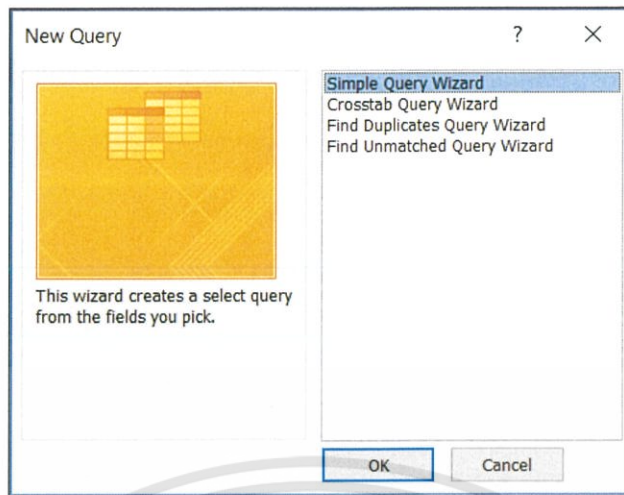 New Query
?
Simple Query Wizard
Crosstab Query Wizard
Find Duplicates Query Wizard
Find Unmatched Query Wizard
This wizard creates a select query
from the fields you pick.
OK
Cancel